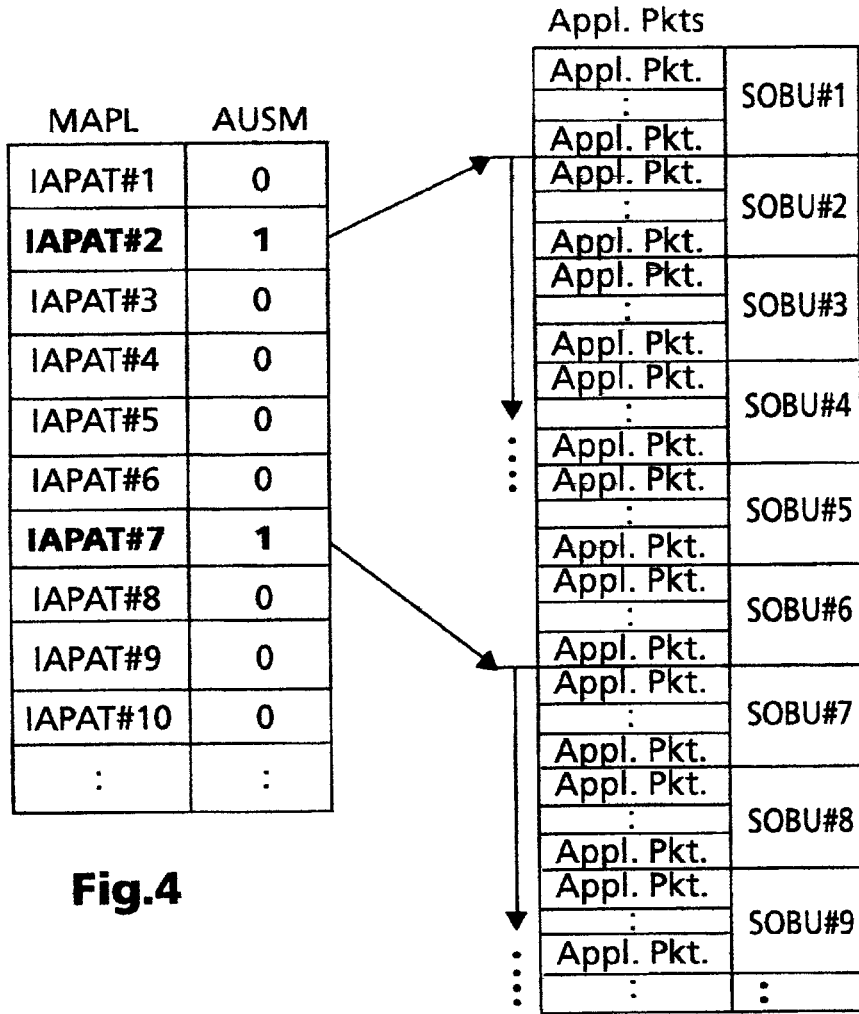 MAPL AUSM
IAPAT#1 0
IAPAT#2 1
IAPAT#3 0
IAPAT#4 0
IAPAT#5 0
IAPAT#6 0
IAPAT#7 1
IAPAT#8 0
IAPAT#9 0
IAPAT#10 0
: :
Fig.4
Appl. Pkts
Appl. Pkt.
: SOBU#1
Appl. Pkt.
Appl. Pkt.
: SOBU#2
Appl. Pkt.
Appl. Pkt.
: SOBU#3
Appl. Pkt.
Appl. Pkt.
: SOBU#4
Appl. Pkt.
Appl. Pkt.
: SOBU#5
Appl. Pkt.
Appl. Pkt.
: SOBU#6
Appl. Pkt.
Appl. Pkt.
: SOBU#7
Appl. Pkt.
Appl. Pkt.
: SOBU#8
Appl. Pkt.
Appl. Pkt.
: SOBU#9
Appl. Pkt.
: :